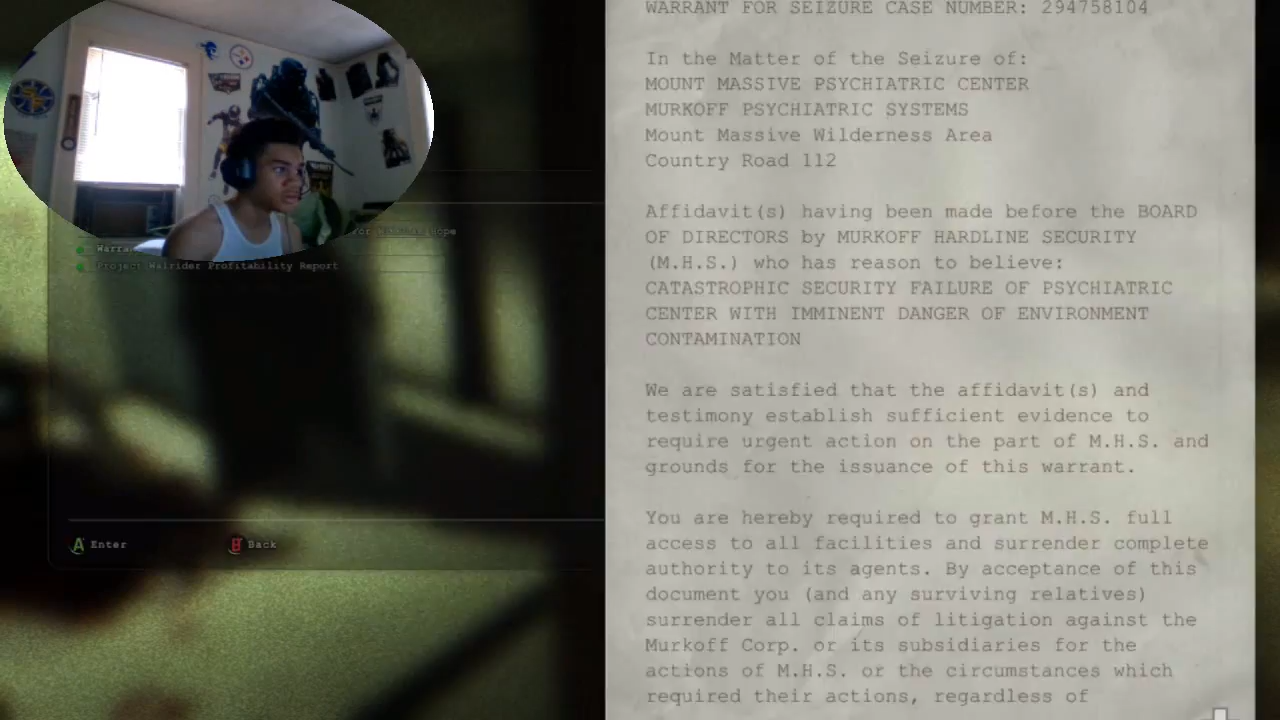 WARRANT FOR SEIZURE CASE NUMBER: 294758104
In the Matter of the Seizure of:
MOUNT MASSIVE PSYCHIATRIC CENTER
MURKOFF PSYCHIATRIC SYSTEMS
Mount Massive Wilderness Area
Country Road 112
Affidavit(s) having been made before the BOARD
OF DIRECTORS by MURKOFF HARDLINE SECURITY
(M.H.S.) who has reason to believe:
CATASTROPHIC SECURITY FAILURE OF PSYCHIATRIC
CENTER WITH IMMINENT DANGER OF ENVIRONMENT
CONTAMINATION
We are satisfied that the affidavit(s) and
testimony establish sufficient evidence to
require urgent action on the part of M.H.S. and
grounds for the issuance of this warrant.
You are hereby required to grant M.H.S. full
access to all facilities and surrender complete
authority to its agents. By acceptance of this
document you (and any surviving relatives)
surrender all claims of litigation against the
Murkoff Corp. or its subsidiaries for the
actions of M.H.S. or the circumstances which
required their actions, regardless of
Project Walrider Profitability Report
A Enter
B Back